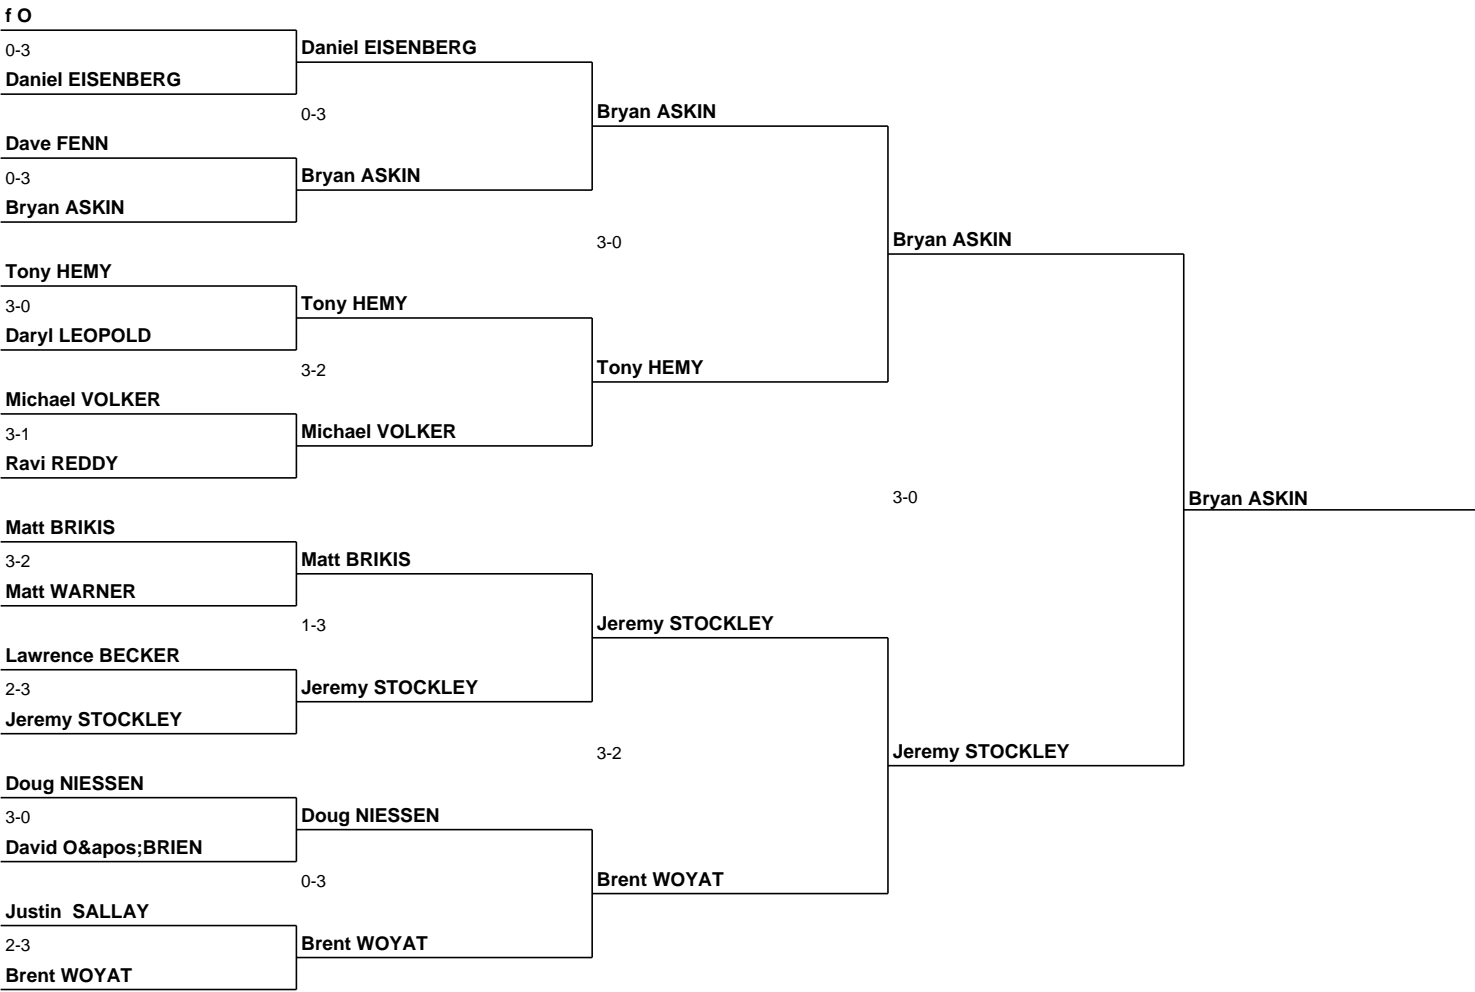 f O
0-3
Daniel EISENBERG
Dave FENN
0-3
Bryan ASKIN
Tony HEMY
3-0
Daryl LEOPOLD
Michael VOLKER
3-1
Ravi REDDY
Matt BRIKIS
3-2
Matt WARNER
Lawrence BECKER
2-3
Jeremy STOCKLEY
Doug NIESSEN
3-0
David O&apos;BRIEN
Justin  SALLAY
2-3
Brent WOYAT
Daniel EISENBERG
0-3
Bryan ASKIN
Tony HEMY
3-2
Michael VOLKER
Matt BRIKIS
1-3
Jeremy STOCKLEY
Doug NIESSEN
0-3
Brent WOYAT
Bryan ASKIN
3-0
Tony HEMY
Jeremy STOCKLEY
3-2
Brent WOYAT
Bryan ASKIN
3-0
Jeremy STOCKLEY
Bryan ASKIN